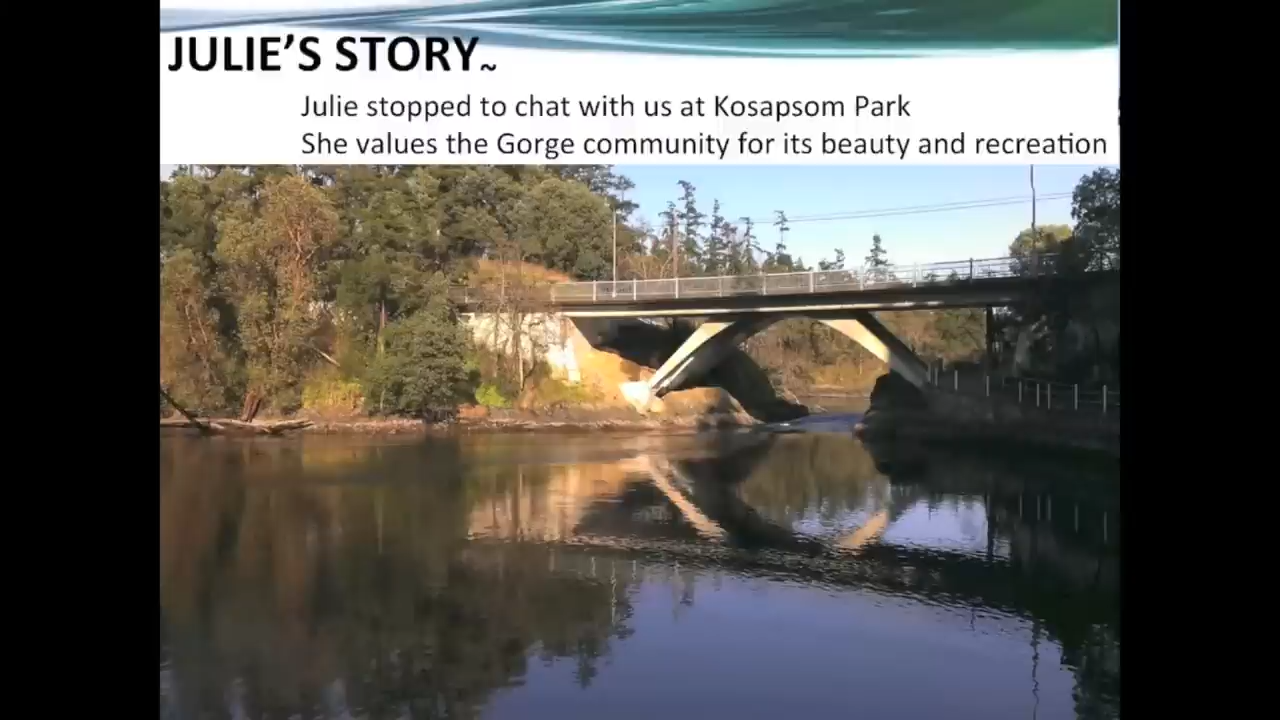 JULIE’S STORY~
Julie stopped to chat with us at Kosapsom Park
She values the Gorge community for its beauty and recreation